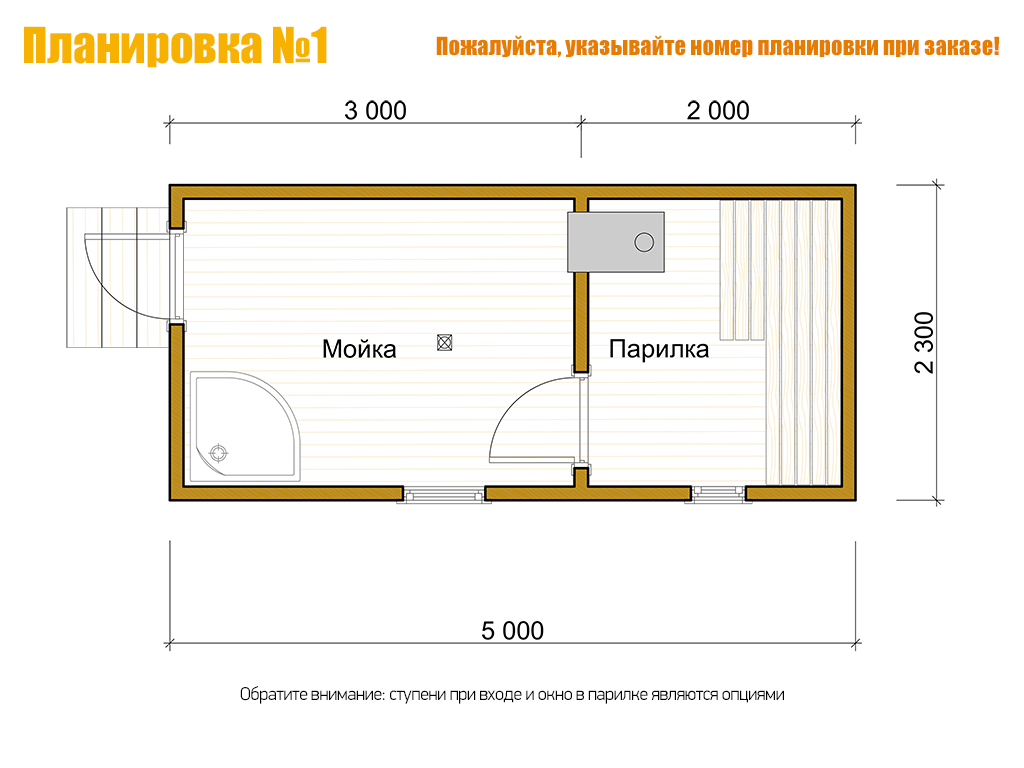 Планировка №1
Пожалуйста, указывайте номер планировки при заказе!
3 000
2 000
Мойка
Парилка
2 300
5 000
Обратите внимание: ступени при входе и окно в парилке являются опциями